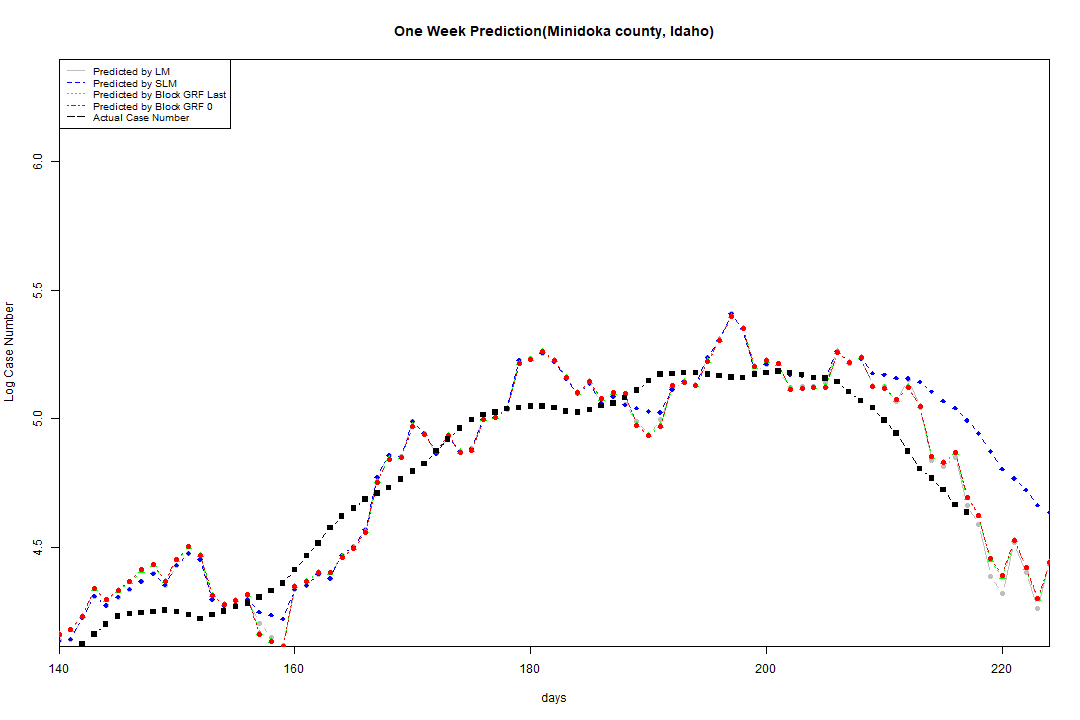 One Week Prediction(Minidoka county, Idaho)
Predicted by LM
Predicted by SLM
Predicted by Block GRF Last
Predicted by Block GRF 0
Actual Case Number
6.0
5.5
5.0
4.5
Log Case Number
140 160 180 200 220
days